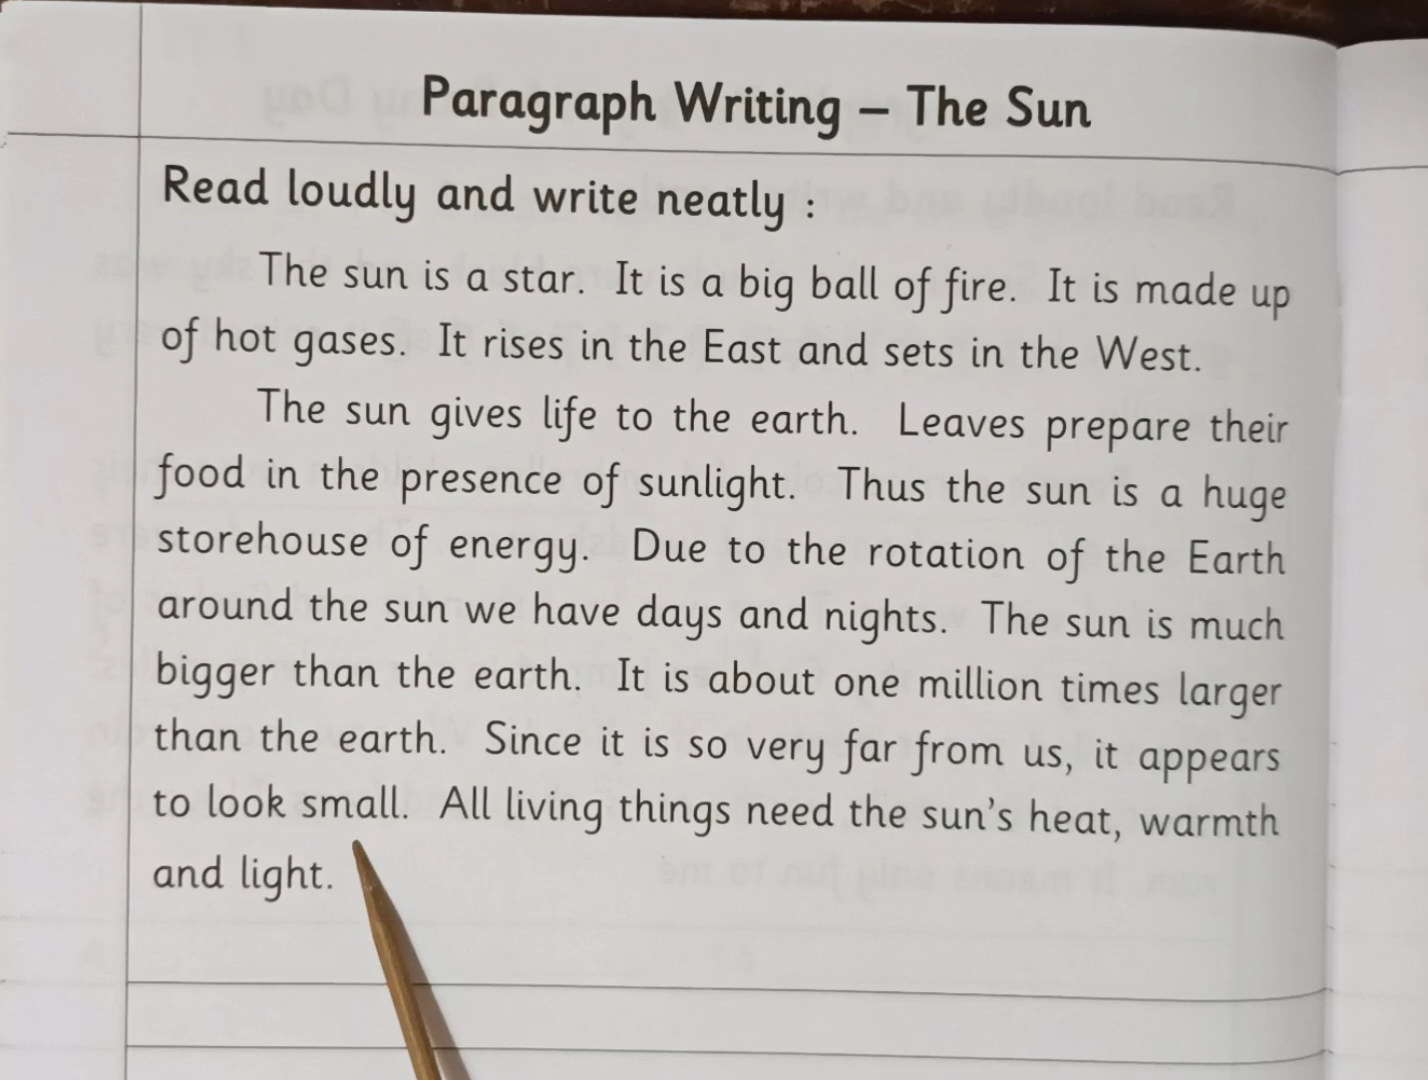 Paragraph Writing – The Sun
Read loudly and write neatly :
The sun is a star. It is a big ball of fire. It is made up
of hot gases. It rises in the East and sets in the West.
The sun gives life to the earth. Leaves prepare their
food in the presence of sunlight. Thus the sun is a huge
storehouse of energy. Due to the rotation of the Earth
around the sun we have days and nights. The sun is much
bigger than the earth. It is about one million times larger
than the earth. Since it is so very far from us, it appears
to look small. All living things need the sun's heat, warmth
and light.